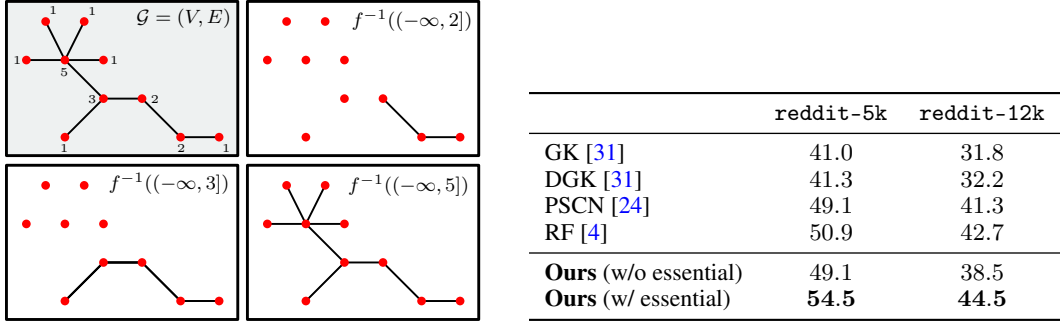 𝒢 = (V, E)
1 1
1 5 1
3 2
1 2 1
f⁻¹((−∞, 2])
f⁻¹((−∞, 3])
f⁻¹((−∞, 5])
reddit-5k reddit-12k
GK [31] 41.0 31.8
DGK [31] 41.3 32.2
PSCN [24] 49.1 41.3
RF [4] 50.9 42.7
Ours (w/o essential) 49.1 38.5
Ours (w/ essential) 54.5 44.5